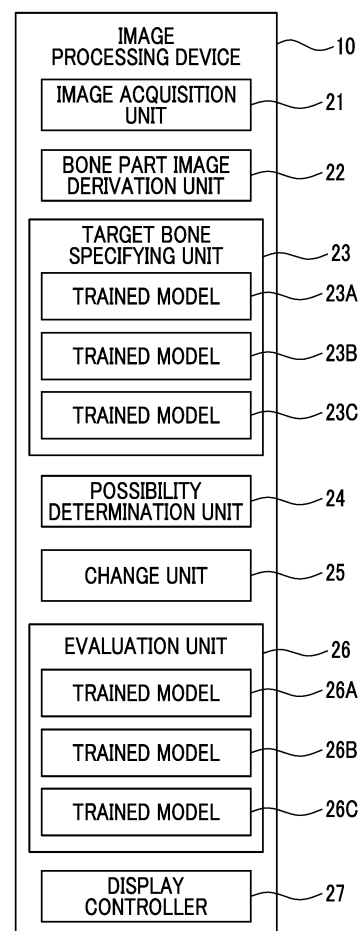 IMAGE
PROCESSING DEVICE
10
IMAGE ACQUISITION
UNIT
21
BONE PART IMAGE
DERIVATION UNIT
22
TARGET BONE
SPECIFYING UNIT
23
TRAINED MODEL
23A
TRAINED MODEL
23B
TRAINED MODEL
23C
POSSIBILITY
DETERMINATION UNIT
24
CHANGE UNIT
25
EVALUATION UNIT
26
TRAINED MODEL
26A
TRAINED MODEL
26B
TRAINED MODEL
26C
DISPLAY
CONTROLLER
27